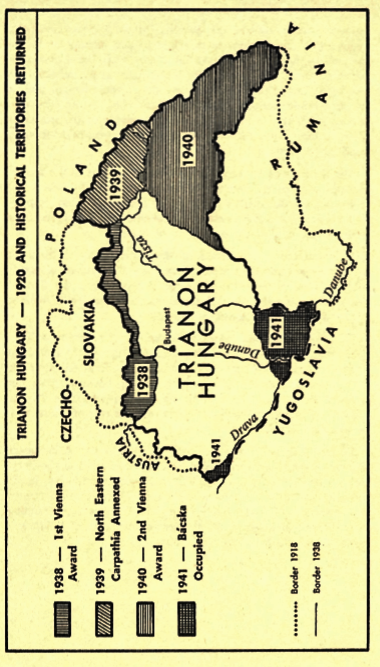 TRIANON HUNGARY — 1920 AND HISTORICAL TERRITORIES RETURNED
POLAND
RUMANIA
1939
1940
CZECHO-
SLOVAKIA
Tisza
AUSTRIA
1938
Budapest
TRIANON
HUNGARY
Danube
Danube
1941
1941
Drava
YUGOSLAVIA
1938 — 1st Vienna
Award
1939 — North Eastern
Carpathia Annexed
1940 — 2nd Vienna
Award
1941 — Bácska
Occupied
Border 1918
Border 1938